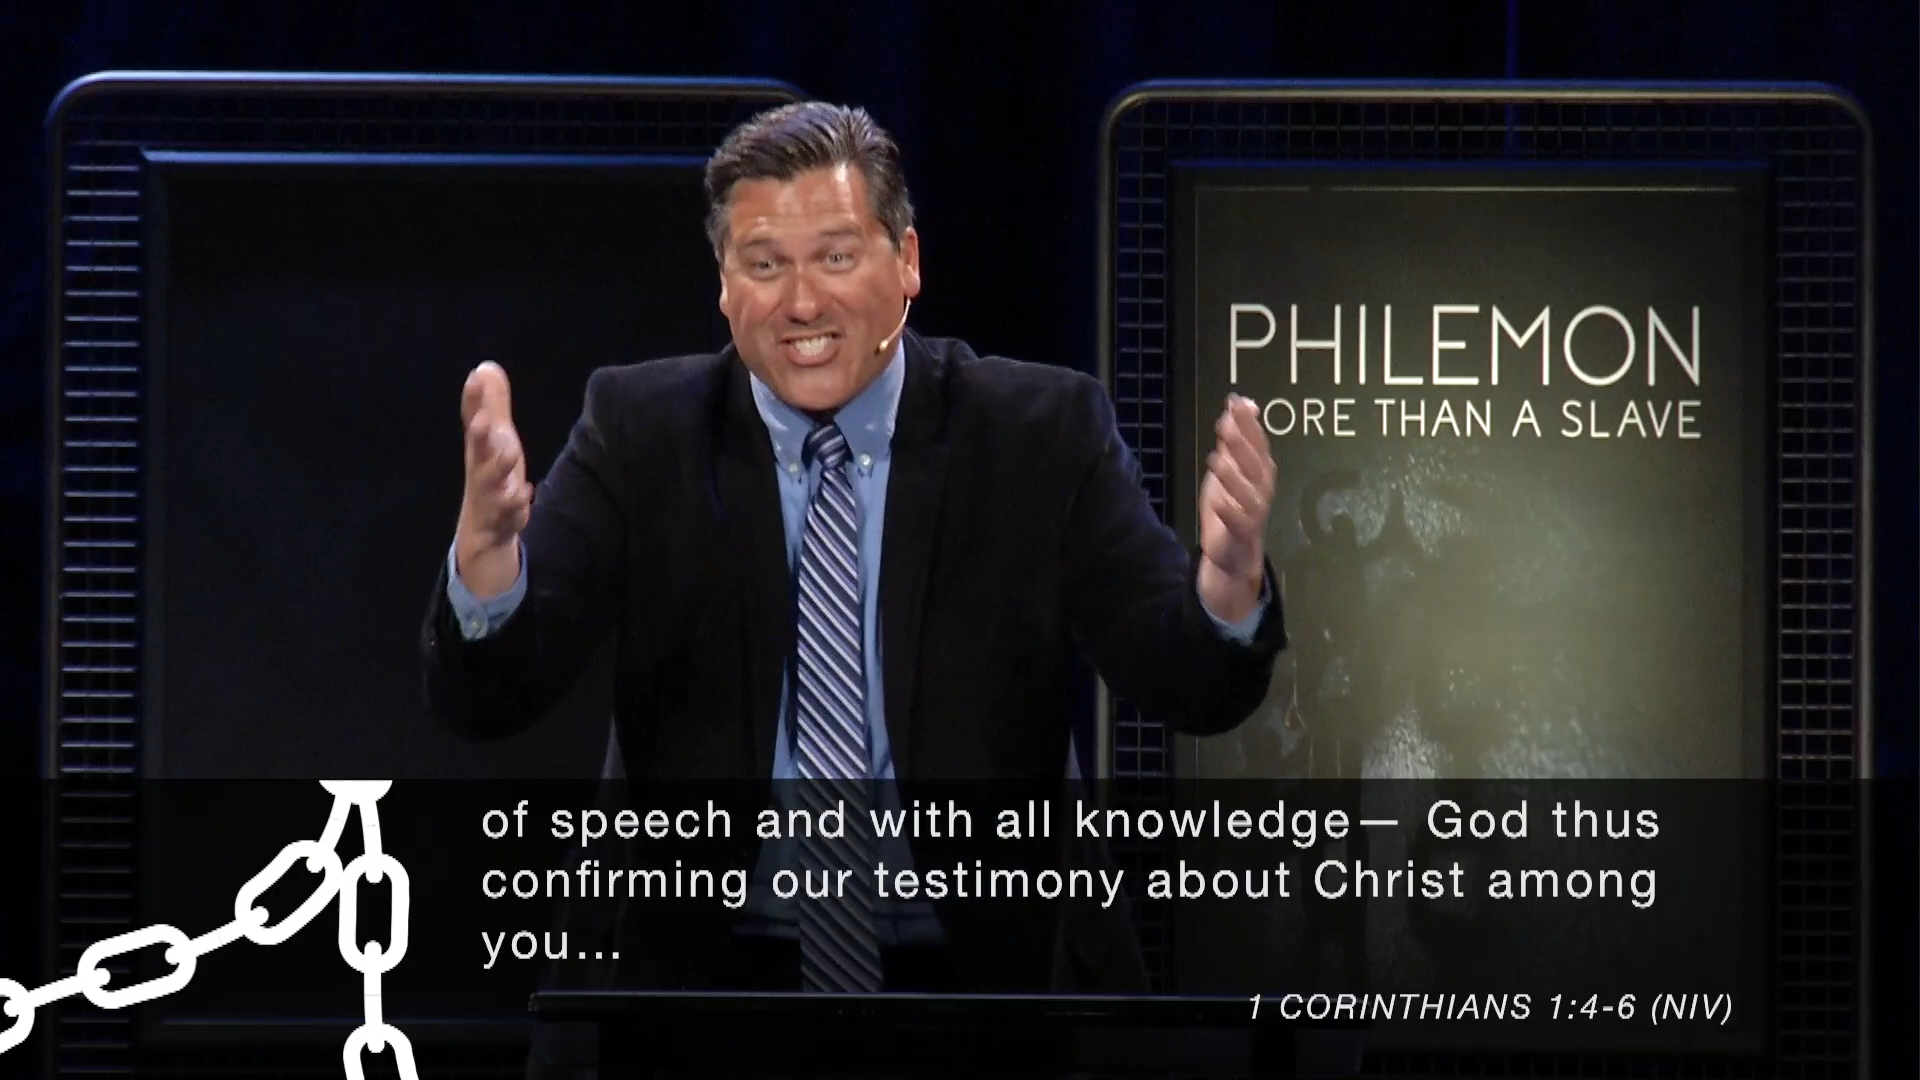 PHILEMON
ORE THAN A SLAVE
of speech and with all knowledge— God thus
confirming our testimony about Christ among
you...
1 CORINTHIANS 1:4-6 (NIV)